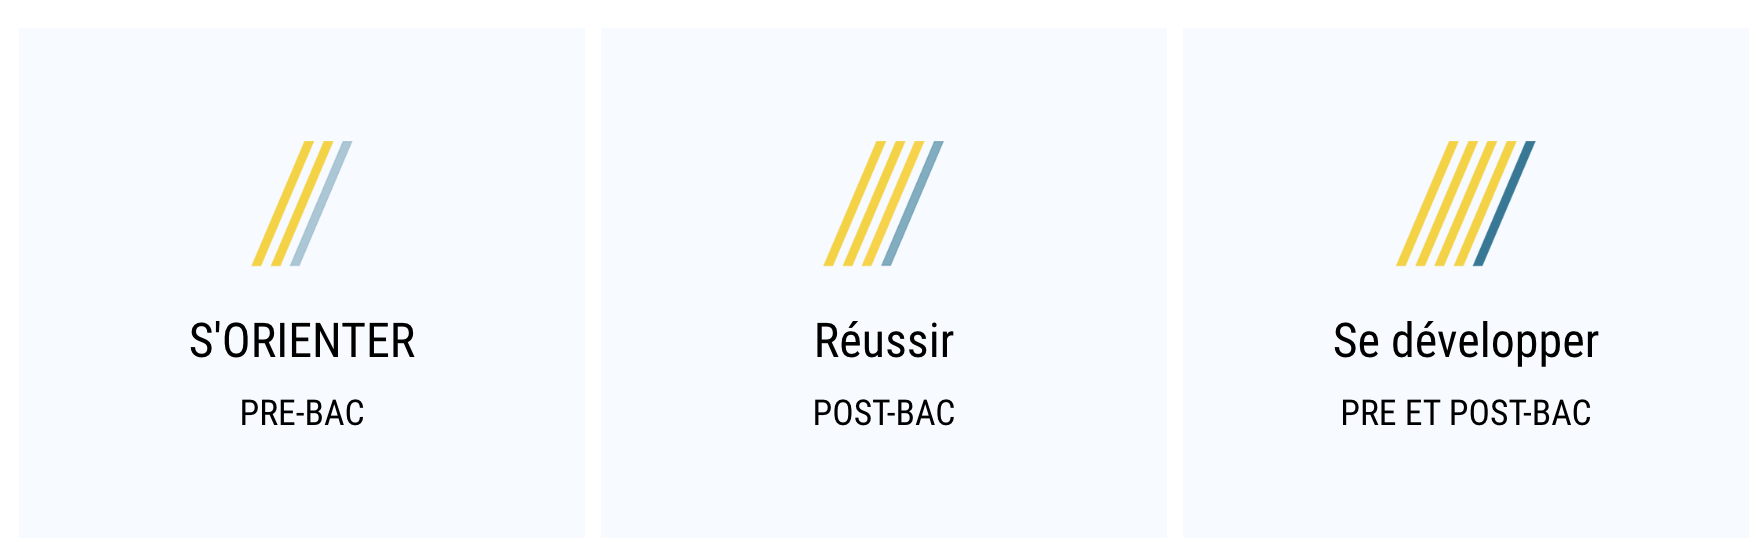 S'ORIENTER
PRE-BAC
Réussir
POST-BAC
Se développer
PRE ET POST-BAC